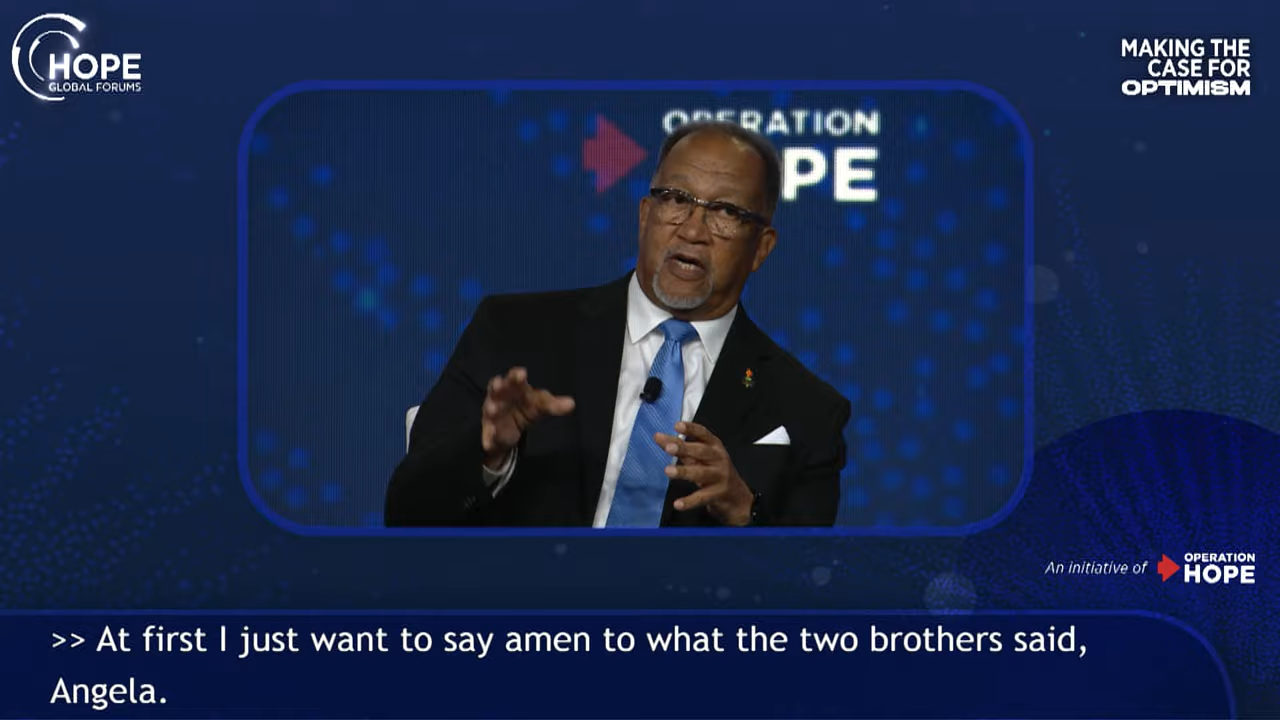 HOPE
GLOBAL FORUMS
MAKING THE
CASE FOR
OPTIMISM
OPERATION
PE
An initiative of
OPERATION
HOPE
>> At first I just want to say amen to what the two brothers said,
Angela.